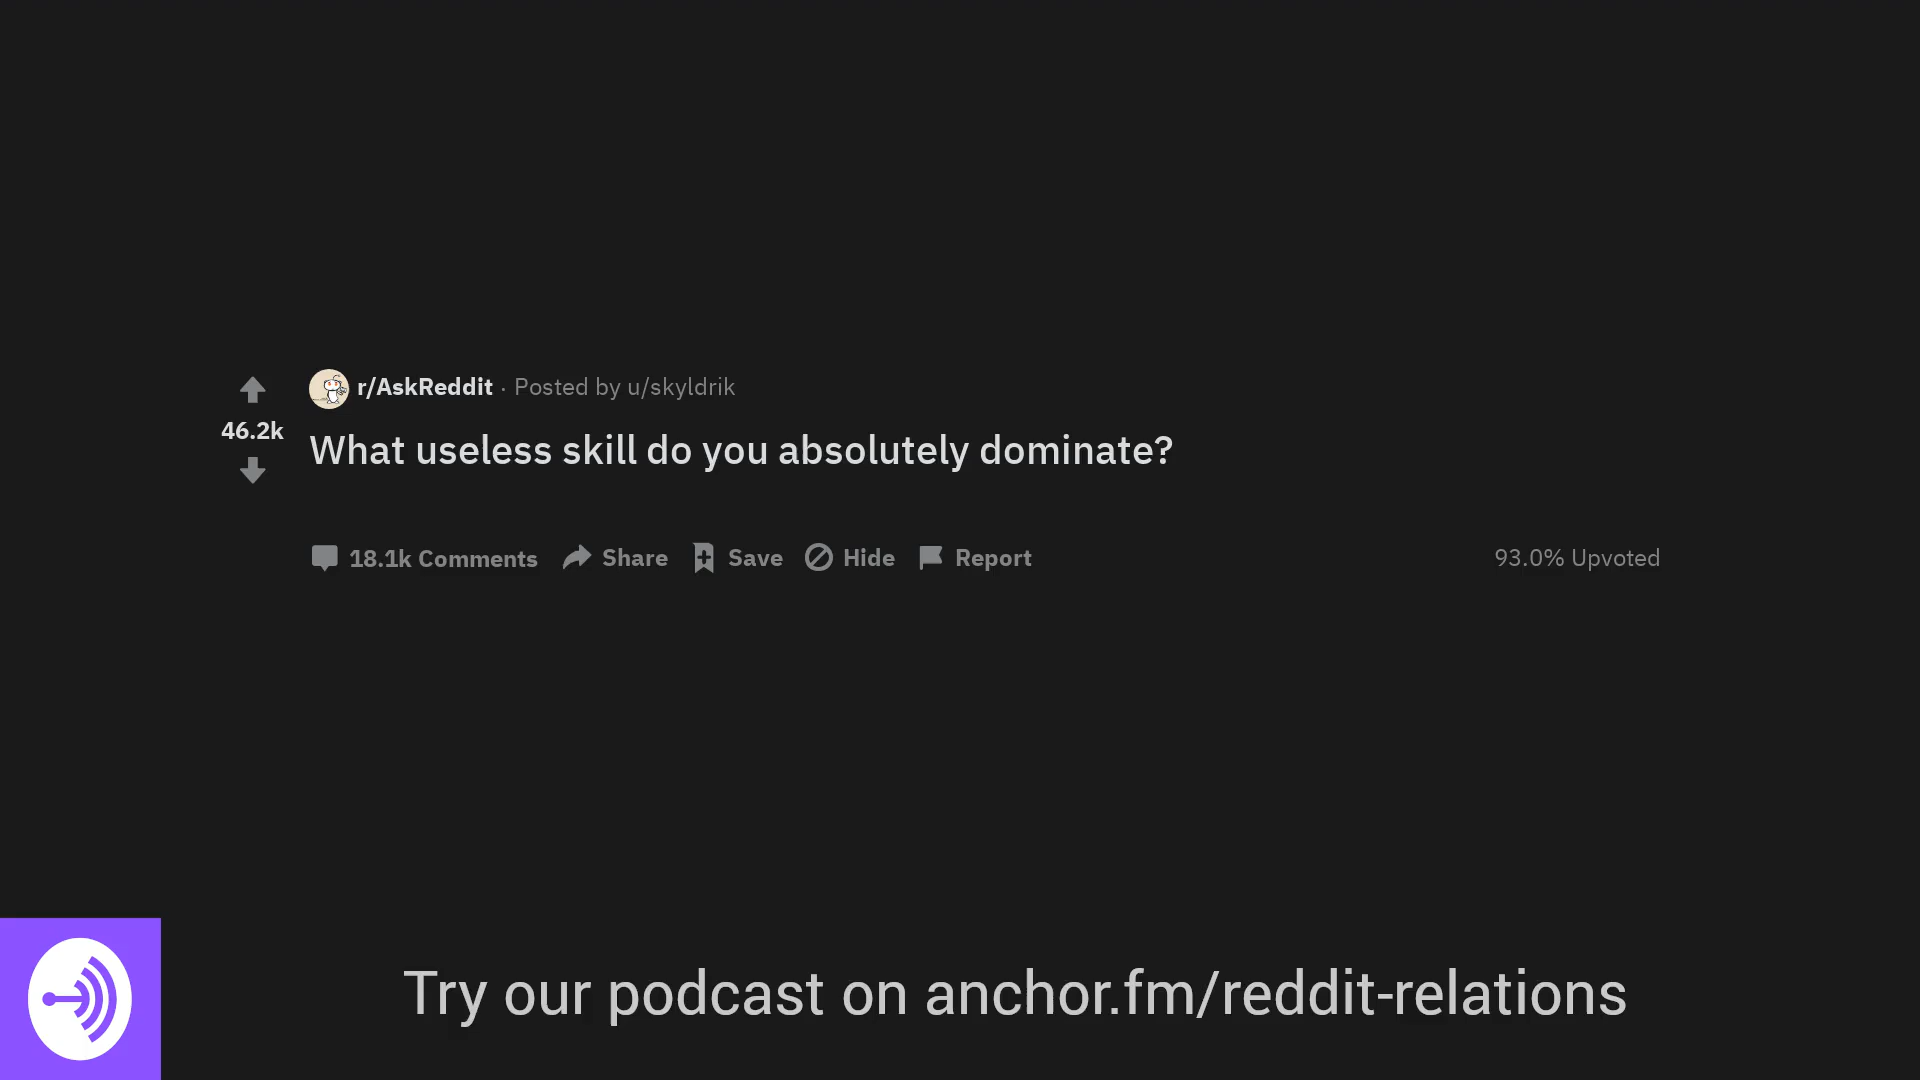 r/AskReddit · Posted by u/skyldrik
46.2k
What useless skill do you absolutely dominate?
18.1k Comments Share Save Hide Report 93.0% Upvoted
Try our podcast on anchor.fm/reddit-relations